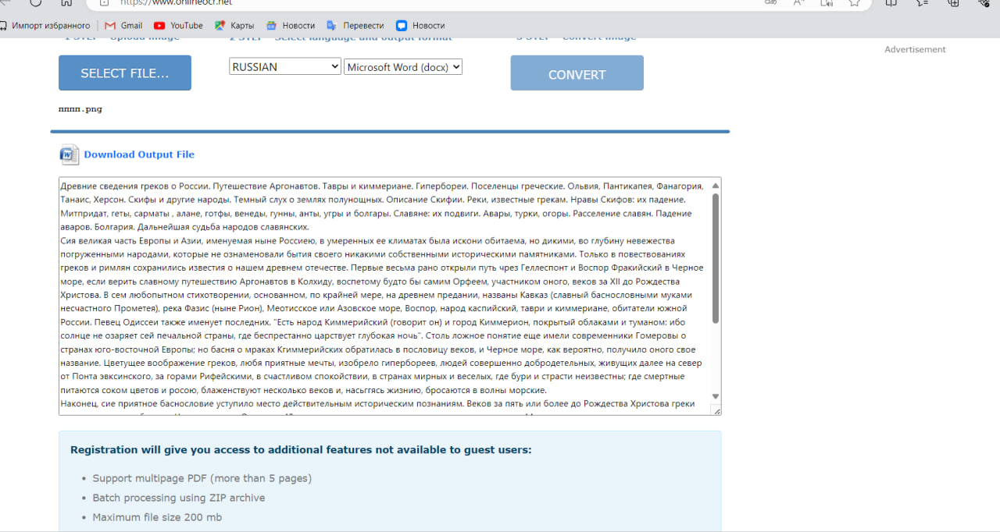 https://www.onlineocr.net
Импорт избранного Gmail YouTube Карты Новости Перевести Новости
1 STEP - Upload image 2 STEP - Select language and output format 3 STEP - Convert image
Advertisement
SELECT FILE... RUSSIAN Microsoft Word (docx) CONVERT
пппп.png
Download Output File
Древние сведения греков о России. Путешествие Аргонавтов. Тавры и киммериане. Гипербореи. Поселенцы греческие. Ольвия, Пантикапея, Фанагория,
Танаис, Херсон. Скифы и другие народы. Темный слух о землях полунощных. Описание Скифии. Реки, известные грекам. Нравы Скифов: их падение.
Митридат, геты, сарматы , алане, готфы, венеды, гунны, анты, угры и болгары. Славяне: их подвиги. Авары, турки, огоры. Расселение славян. Падение
аваров. Болгария. Дальнейшая судьба народов славянских.
Сия великая часть Европы и Азии, именуемая ныне Россиею, в умеренных ее климатах была искони обитаема, но дикими, во глубину невежества
погруженными народами, которые не ознаменовали бытия своего никакими собственными историческими памятниками. Только в повествованиях
греков и римлян сохранились известия о нашем древнем отечестве. Первые весьма рано открыли путь чрез Геллеспонт и Воспор Фракийский в Черное
море, если верить славному путешествию Аргонавтов в Колхиду, воспетому будто бы самим Орфеем, участником оного, веков за XII до Рождества
Христова. В сем любопытном стихотворении, основанном, по крайней мере, на древнем предании, названы Кавказ (славный баснословными муками
несчастного Прометея), река Фазис (ныне Рион), Меотисское или Азовское море, Воспор, народ каспийский, таври и киммериане, обитатели южной
России. Певец Одиссеи также именует последних. "Есть народ Киммерийский (говорит он) и город Киммерион, покрытый облаками и туманом: ибо
солнце не озаряет сей печальной страны, где беспрестанно царствует глубокая ночь". Столь ложное понятие еще имели современники Гомеровы о
странах юго-восточной Европы; но басня о мраках Кгиммерийских обратилась в пословицу веков, и Черное море, как вероятно, получило оного свое
название. Цветущее воображение греков, любя приятные мечты, изобрело гипербореев, людей совершенно добродетельных, живущих далее на север
от Понта эвксинского, за горами Рифейскими, в счастливом спокойствии, в странах мирных и веселых, где бури и страсти неизвестны; где смертные
питаются соком цветов и росою, блаженствуют несколько веков и, насыггясь жизнию, бросаются в волны морские.
Наконец, сие приятное баснословие уступило место действительным историческим познаниям. Веков за пять или более до Рождества Христова греки
Registration will give you access to additional features not available to guest users:
Support multipage PDF (more than 5 pages)
Batch processing using ZIP archive
Maximum file size 200 mb